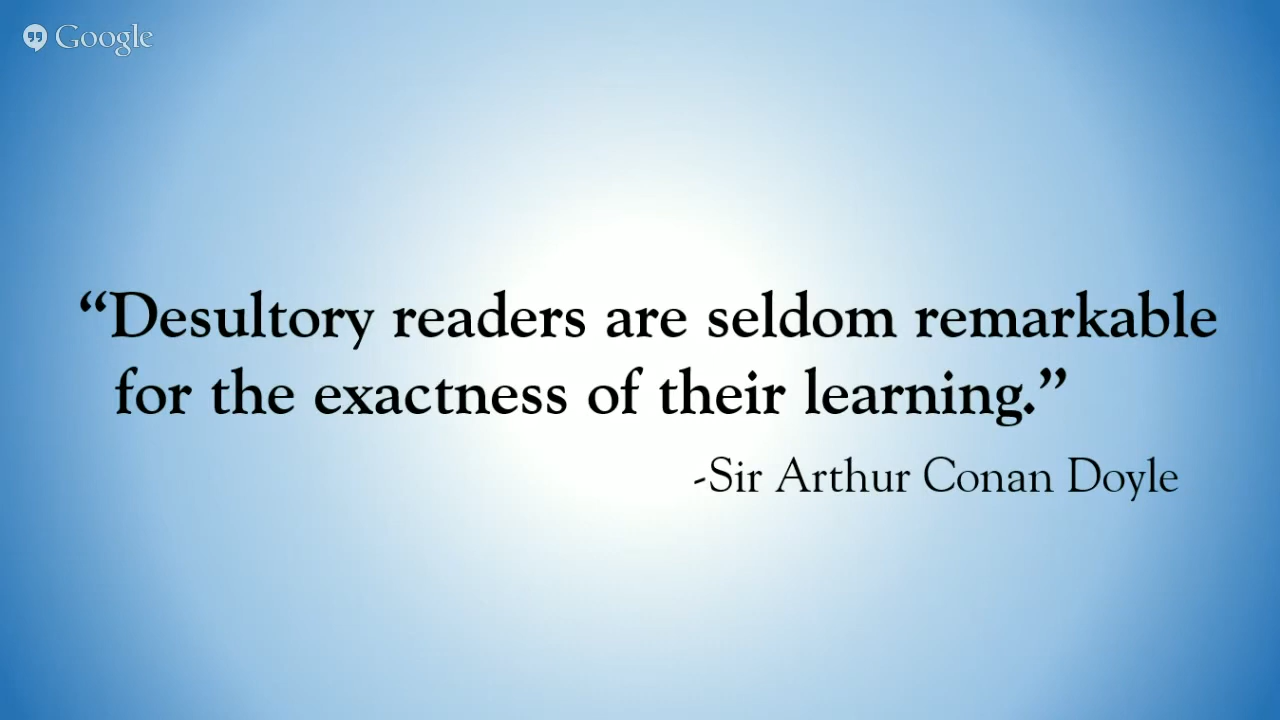 Google
“Desultory readers are seldom remarkable
for the exactness of their learning.”
-Sir Arthur Conan Doyle